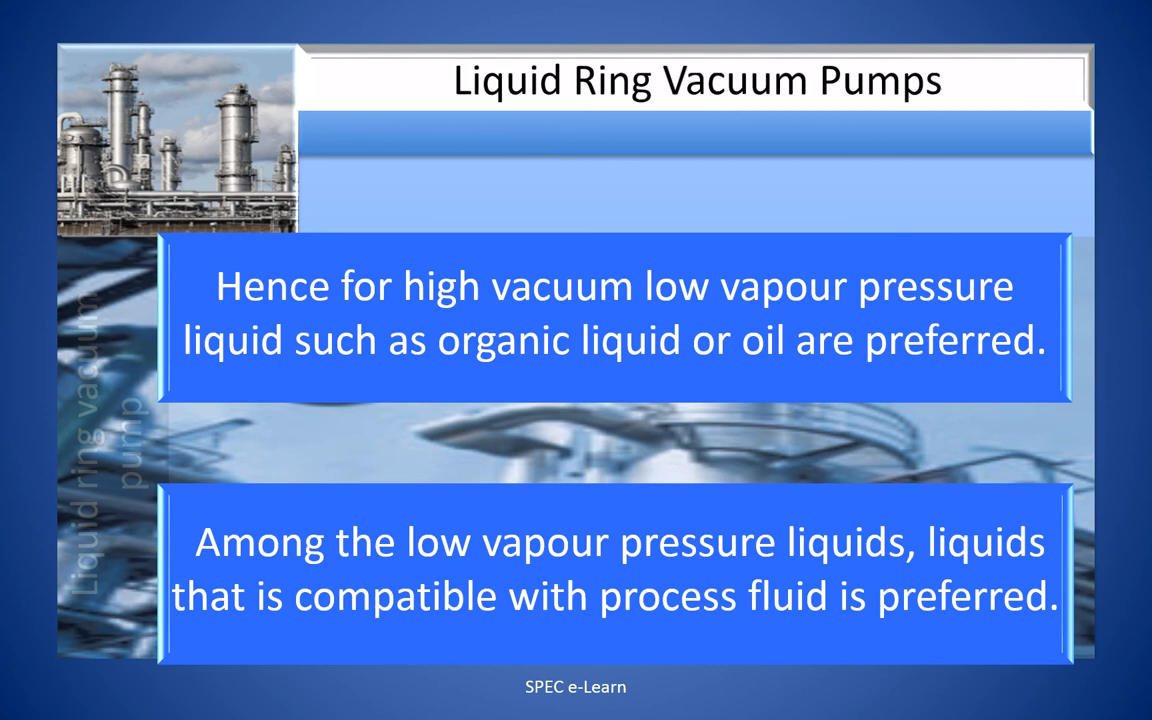 Liquid Ring Vacuum Pumps
Hence for high vacuum low vapour pressure
liquid such as organic liquid or oil are preferred.
Liquid ring vacuum
pump
Among the low vapour pressure liquids, liquids
that is compatible with process fluid is preferred.
SPEC e-Learn